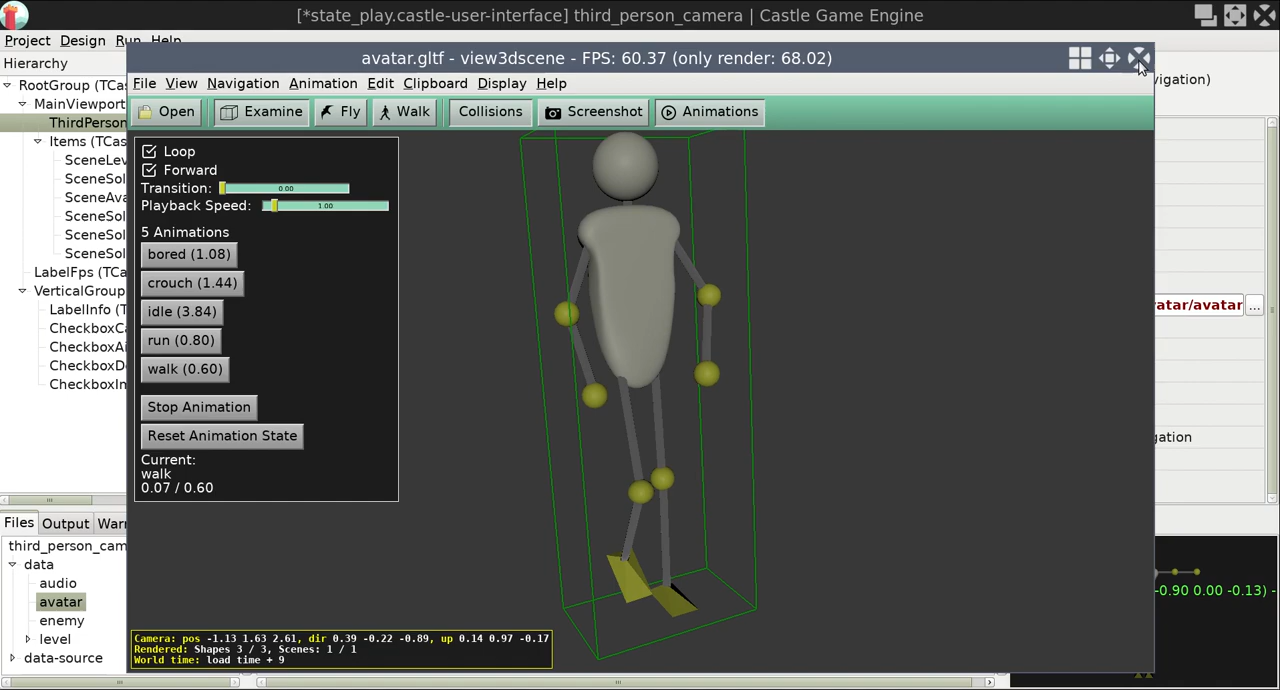 [*state_play.castle-user-interface] third_person_camera | Castle Game Engine
Project Design Run Help
Hierarchy
RootGroup (TCas
MainViewport
ThirdPerson
Items (TCas
SceneLev
SceneSol
SceneAva
SceneSol
SceneSol
SceneSol
LabelFps (TCa
VerticalGroup
LabelInfo (T
CheckboxCa
CheckboxAi
CheckboxD
CheckboxIn
Files Output Warr
third_person_cam
data
audio
avatar
enemy
level
data-source
avatar.gltf - view3dscene - FPS: 60.37 (only render: 68.02)
File View Navigation Animation Edit Clipboard Display Help
Open Examine Fly Walk Collisions Screenshot Animations
Loop
Forward
Transition: 0.00
Playback Speed: 1.00
5 Animations
bored (1.08)
crouch (1.44)
idle (3.84)
run (0.80)
walk (0.60)
Stop Animation
Reset Animation State
Current:
walk
0.07 / 0.60
Camera: pos -1.13 1.63 2.61, dir 0.39 -0.22 -0.89, up 0.14 0.97 -0.17
Rendered: Shapes 3 / 3, Scenes: 1 / 1
World time: load time + 9
vigation)
vatar/avatar ...
gation
-0.90 0.00 -0.13) -